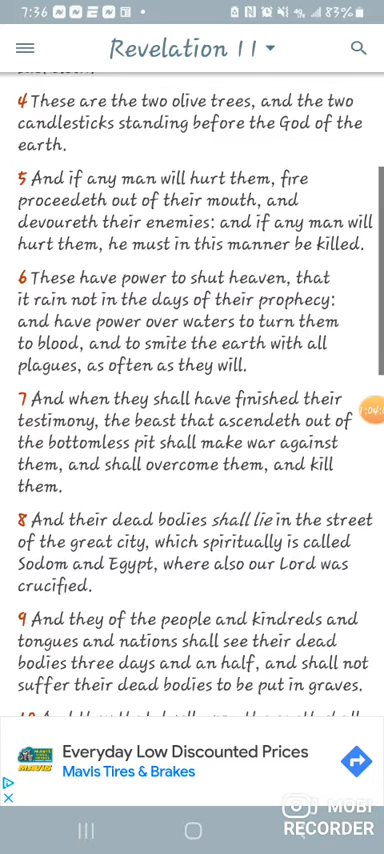 7:36
83%
Revelation 11
4 These are the two olive trees, and the two
candlesticks standing before the God of the
earth.
5 And if any man will hurt them, fire
proceedeth out of their mouth, and
devoureth their enemies: and if any man will
hurt them, he must in this manner be killed.
6 These have power to shut heaven, that
it rain not in the days of their prophecy:
and have power over waters to turn them
to blood, and to smite the earth with all
plagues, as often as they will.
7 And when they shall have finished their
testimony, the beast that ascendeth out of
the bottomless pit shall make war against
them, and shall overcome them, and kill
them.
8 And their dead bodies shall lie in the street
of the great city, which spiritually is called
Sodom and Egypt, where also our Lord was
crucified.
9 And they of the people and kindreds and
tongues and nations shall see their dead
bodies three days and an half, and shall not
suffer their dead bodies to be put in graves.
Everyday Low Discounted Prices
MAVIS
Mavis Tires & Brakes
MOBI
RECORDER